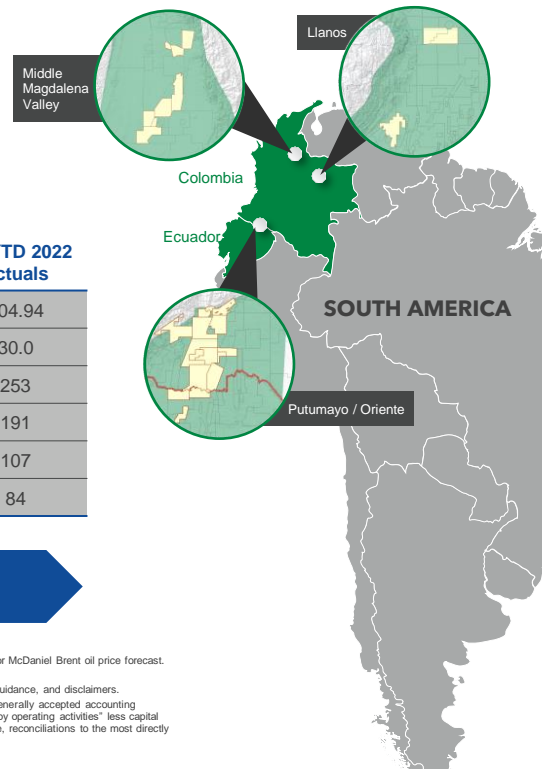 Llanos
Middle
Magdalena
Valley
Colombia
Ecuador
SOUTH AMERICA
Putumayo / Oriente
TD 2022
ctuals
04.94
30.0
253
191
107
84
or McDaniel Brent oil price forecast.
uidance, and disclaimers.
enerally accepted accounting
by operating activities” less capital
e, reconciliations to the most directly